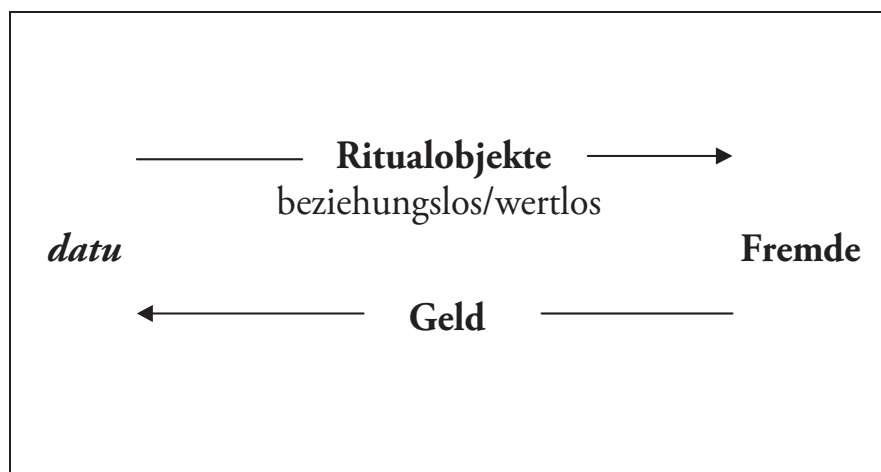 Ritualobjekte
beziehungslos/wertlos
datu
Fremde
Geld